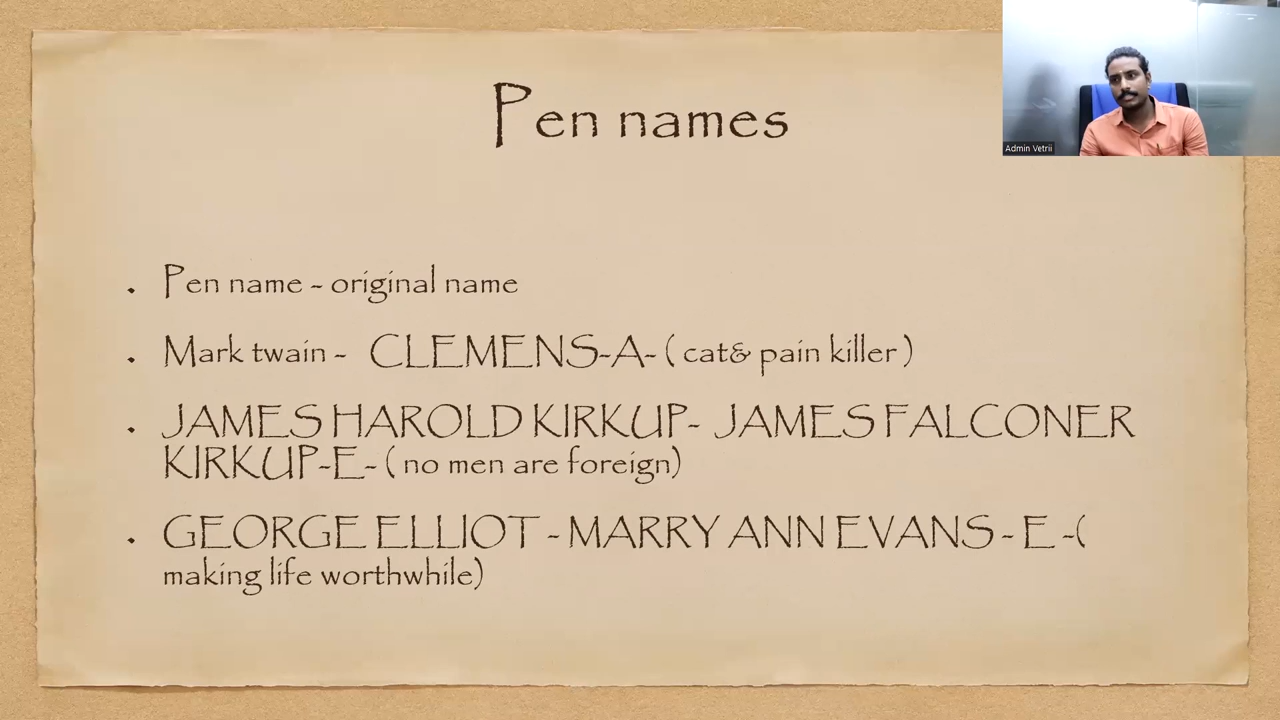 Admin Vetrii
Pen names
• Pen name - original name
• Mark twain - CLEMENS-A- ( cat& pain killer )
• JAMES HAROLD KIRKUP- JAMES FALCONER
KIRKUP-E- ( no men are foreign)
• GEORGE ELLIOT - MARRY ANN EVANS - E -(
making life worthwhile)